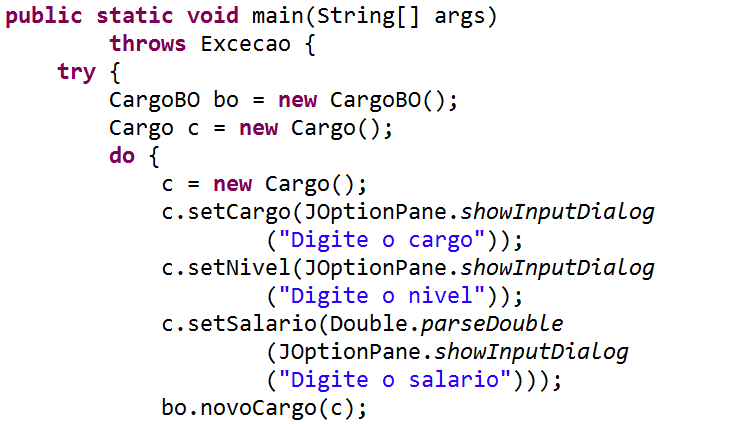 public static void main(String[] args)
throws Excecao {
try {
CargoBO bo = new CargoBO();
Cargo c = new Cargo();
do {
c = new Cargo();
c.setCargo(JOptionPane.showInputDialog
("Digite o cargo"));
c.setNivel(JOptionPane.showInputDialog
("Digite o nivel"));
c.setSalario(Double.parseDouble
(JOptionPane.showInputDialog
("Digite o salario")));
bo.novoCargo(c);